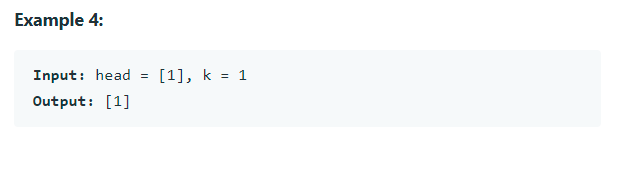 Example 4:
Input: head = [1], k = 1
Output: [1]